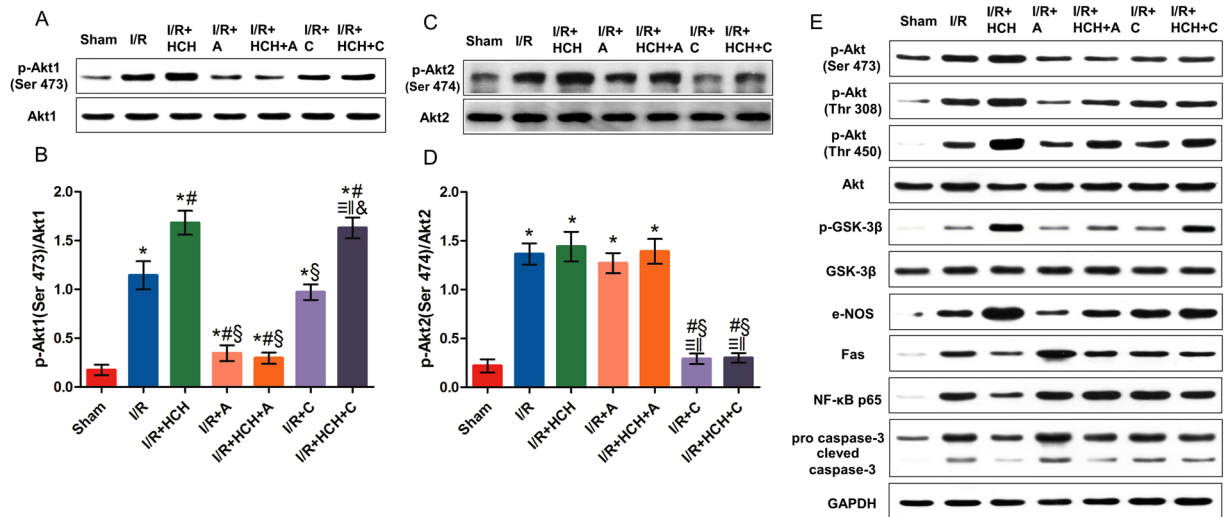 A
Sham I/R I/R+ HCH I/R+ A I/R+ HCH+A I/R+ C I/R+ HCH+C
p-Akt1
(Ser 473)
Akt1
B
p-Akt1(Ser 473)/Akt1
2.0
1.5
1.0
0.5
0.0
*
*#
*#§
*#§
*§
*#
≡∥&
Sham I/R I/R+HCH I/R+A I/R+HCH+A I/R+C I/R+HCH+C
C
Sham I/R I/R+ HCH I/R+ A I/R+ HCH+A I/R+ C I/R+ HCH+C
p-Akt2
(Ser 474)
Akt2
D
p-Akt2(Ser 474)/Akt2
2.0
1.5
1.0
0.5
0.0
*
*
*
*
#§
≡∥
#§
≡∥
Sham I/R I/R+HCH I/R+A I/R+HCH+A I/R+C I/R+HCH+C
E
Sham I/R I/R+ HCH I/R+ A I/R+ HCH+A I/R+ C I/R+ HCH+C
p-Akt
(Ser 473)
p-Akt
(Thr 308)
p-Akt
(Thr 450)
Akt
p-GSK-3β
GSK-3β
e-NOS
Fas
NF-κB p65
pro caspase-3
cleved
caspase-3
GAPDH